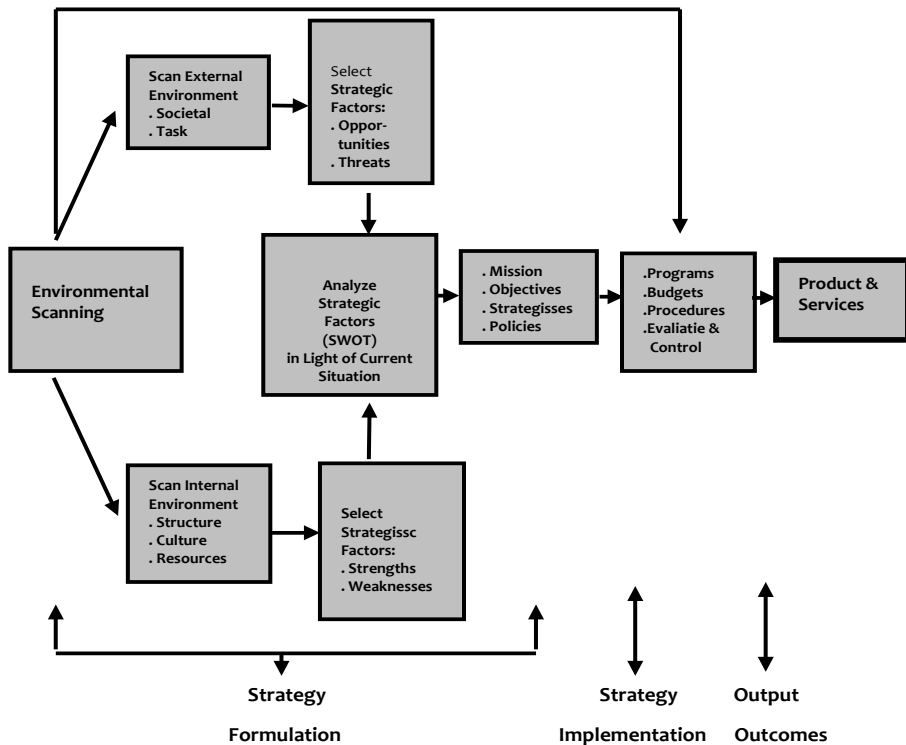 Scan External
Environment
. Societal
. Task
Select
Strategic
Factors:
. Oppor-
tunities
. Threats
Environmental
Scanning
Analyze
Strategic
Factors
(SWOT)
in Light of Current
Situation
. Mission
. Objectives
. Strategisses
. Policies
.Programs
.Budgets
.Procedures
.Evaliatie &
Control
Product &
Services
Scan Internal
Environment
. Structure
. Culture
. Resources
Select
Strategissc
Factors:
. Strengths
. Weaknesses
Strategy
Formulation
Strategy
Implementation
Output
Outcomes